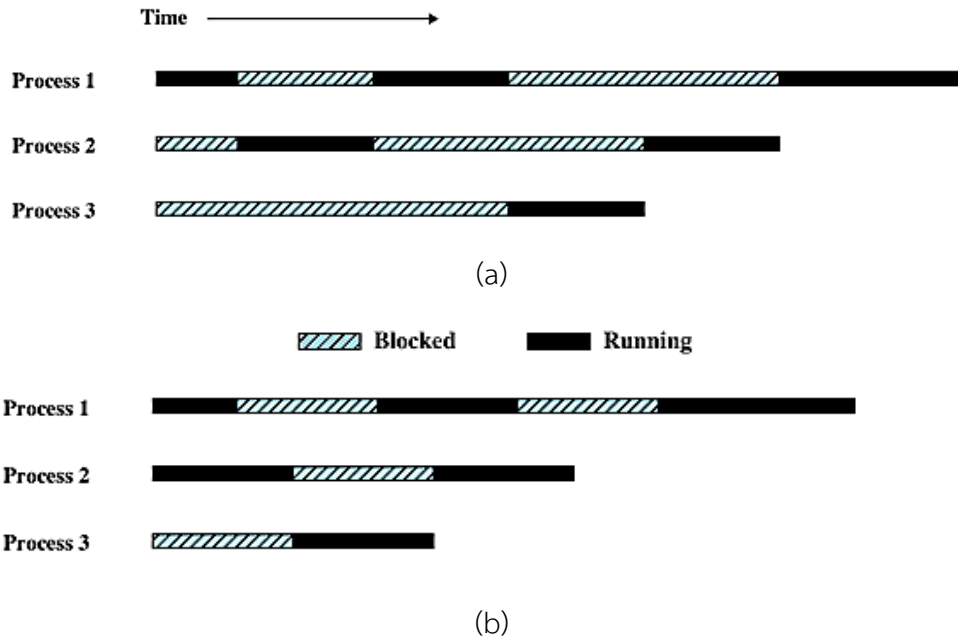 Time
Process 1
Process 2
Process 3
(a)
Blocked Running
Process 1
Process 2
Process 3
(b)